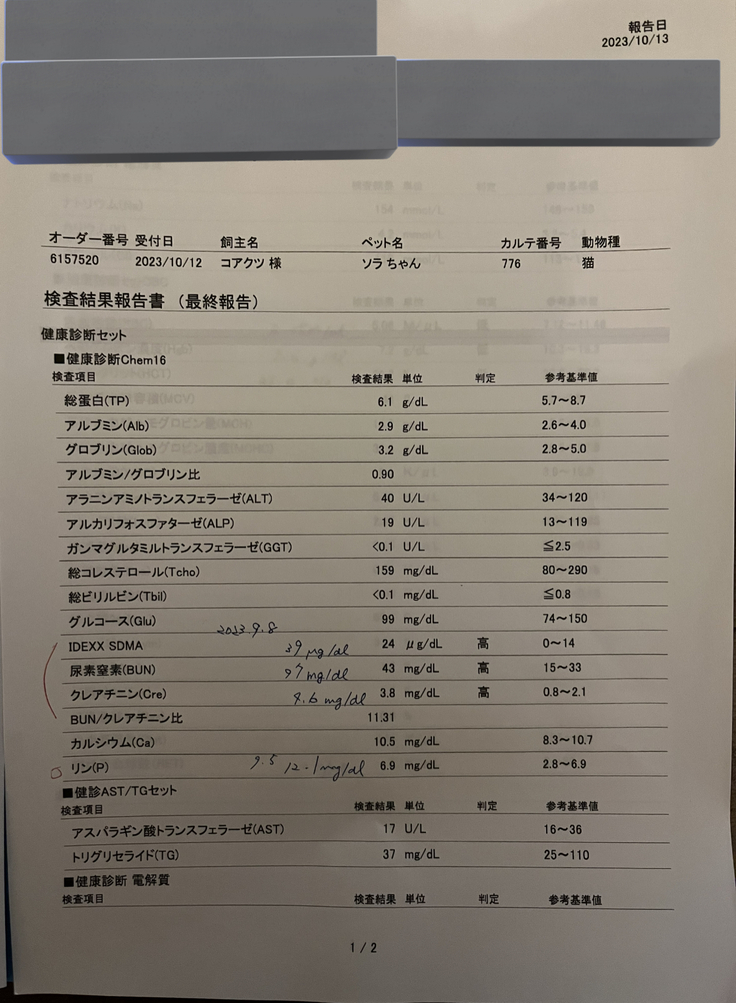 報告日
2023/10/13
オーダー番号 受付日 飼主名 ペット名 カルテ番号 動物種
6157520 2023/10/12 コアクツ 様 ソラ ちゃん 776 猫
検査結果報告書 （最終報告）
健康診断セット
■健康診断Chem16
検査項目 検査結果 単位 判定 参考基準値
総蛋白(TP) 6.1 g/dL 5.7～8.7
アルブミン(Alb) 2.9 g/dL 2.6～4.0
グロブリン(Glob) 3.2 g/dL 2.8～5.0
アルブミン/グロブリン比 0.90
アラニンアミノトランスフェラーゼ(ALT) 40 U/L 34～120
アルカリフォスファターゼ(ALP) 19 U/L 13～119
ガンマグルタミルトランスフェラーゼ(GGT) <0.1 U/L ≦2.5
総コレステロール(Tcho) 159 mg/dL 80～290
総ビリルビン(Tbil) <0.1 mg/dL ≦0.8
グルコース(Glu) 99 mg/dL 74～150
2023.9.8
IDEXX SDMA 39 μg/dl 24 μg/dL 高 0～14
尿素窒素(BUN) mg/dl 43 mg/dL 高 15～33
クレアチニン(Cre) mg/dl 3.8 mg/dL 高 0.8～2.1
BUN/クレアチニン比 11.31
カルシウム(Ca) 10.5 mg/dL 8.3～10.7
リン(P) 12.1mg/dl 6.9 mg/dL 2.8～6.9
■健診AST/TGセット
検査項目 検査結果 単位 判定 参考基準値
アスパラギン酸トランスフェラーゼ(AST) 17 U/L 16～36
トリグリセライド(TG) 37 mg/dL 25～110
■健康診断 電解質
検査項目 検査結果 単位 判定 参考基準値
1 / 2